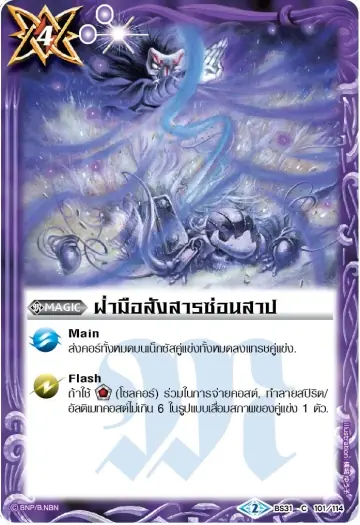 4
MAGIC ฝ่ามือสังสารซ่อนสาป
Main
ส่งคอร์ทั้งหมดบนเน็กซัสคู่แข่งทั้งหมดลงแทรชคู่แข่ง.
Flash
ถ้าใช้ (โซลคอร์) ร่วมในการจ่ายคอสต์, ทำลายสปิริต/
อัลติเมทคอสต์ไม่เกิน 6 ในรูปแบบเสื่อมสภาพของคู่แข่ง 1 ตัว.
©BNP/B.NBN
2
BS31 - C 101/114